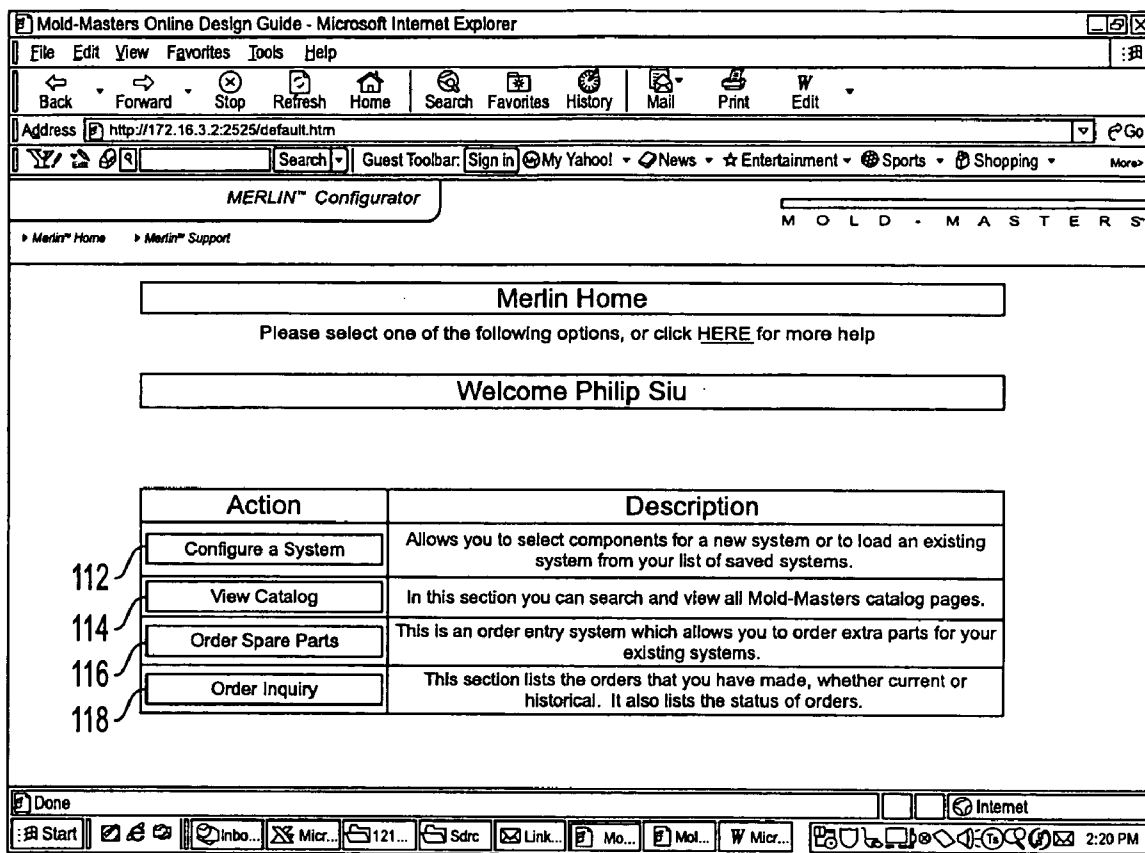 Mold-Masters Online Design Guide - Microsoft Internet Explorer
File Edit View Favorites Tools Help
Back Forward Stop Refresh Home Search Favorites History Mail Print Edit
Address http://172.16.3.2:2525/default.htm Go
Search Guest Toolbar: Sign in My Yahoo! News Entertainment Sports Shopping More>
MERLIN™ Configurator
MOLD-MASTERS
Merlin™ Home Merlin™ Support
Merlin Home
Please select one of the following options, or click HERE for more help
Welcome Philip Siu
Action Description
Configure a System Allows you to select components for a new system or to load an existing
system from your list of saved systems.
112
View Catalog In this section you can search and view all Mold-Masters catalog pages.
114
Order Spare Parts This is an order entry system which allows you to order extra parts for your
existing systems.
116
Order Inquiry This section lists the orders that you have made, whether current or
historical. It also lists the status of orders.
118
Done Internet
Start Inbo... Micr... 121... Sdrc Link... Mo... Mol... W Micr... 2:20 PM